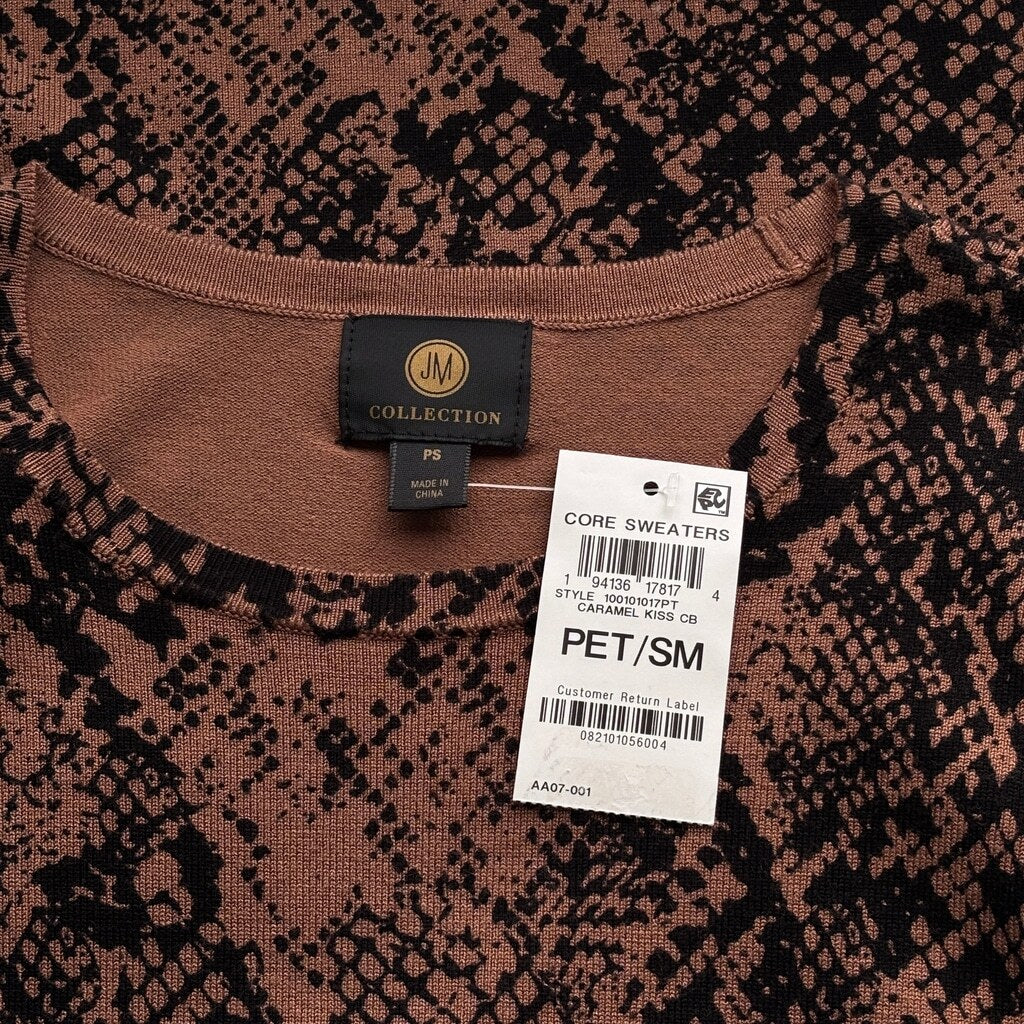 JM
COLLECTION
PS
MADE IN
CHINA
CORE SWEATERS
1 94136 17817 4
STYLE 100101017PT
CARAMEL KISS CB
PET/SM
Customer Return Label
082101056004
AA07-001